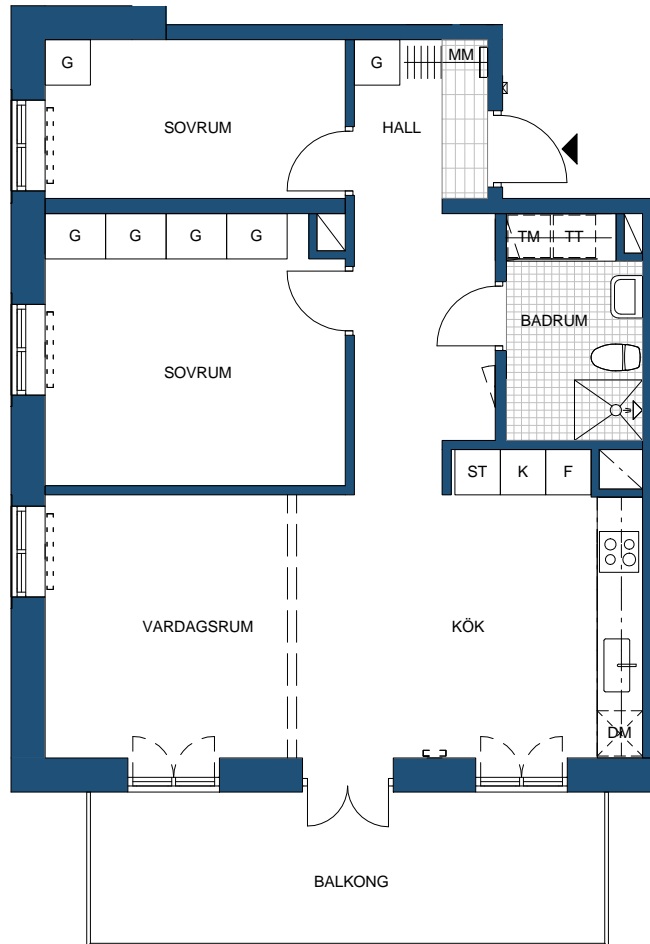 G
G
MM
SOVRUM
HALL
G
G
G
G
TM
TT
BADRUM
SOVRUM
ST
K
F
VARDAGSRUM
KÖK
DM
BALKONG